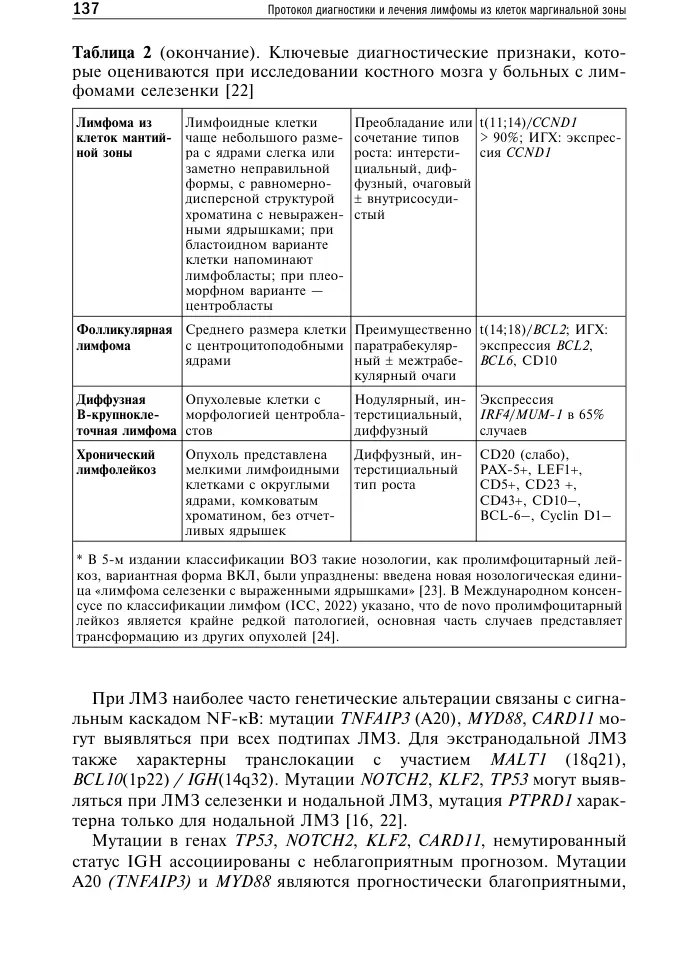 137
Протокол диагностики и лечения лимфомы из клеток маргинальной зоны
Таблица 2 (окончание). Ключевые диагностические признаки, кото-
рые оцениваются при исследовании костного мозга у больных с лим-
фомами селезенки [22]
Лимфома из
клеток мантий-
ной зоны
Лимфоидные клетки
чаще небольшого разме-
ра с ядрами слегка или
заметно неправильной
формы, с равномерно-
дисперсной структурой
хроматина с невыражен-
ными ядрышками; при
бластоидном варианте
клетки напоминают
лимфобласты; при плео-
морфном варианте —
центробласты
Преобладание или
сочетание типов
роста: интерсти-
циальный, диф-
фузный, очаговый
± внутрисосуди-
стый
t(11;14)/CCND1
> 90%; ИГХ: экспрес-
сия CCND1
Фолликулярная
лимфома
Среднего размера клетки
с центроцитоподобными
ядрами
Преимущественно
паратрабекуляр-
ный ± межтрабе-
кулярный очаги
t(14;18)/BCL2; ИГХ:
экспрессия BCL2,
BCL6, CD10
Диффузная
В-крупнокле-
точная лимфома
Опухолевые клетки с
морфологией центробла-
стов
Нодулярный, ин-
терстициальный,
диффузный
Экспрессия
IRF4/MUM-1 в 65%
случаев
Хронический
лимфолейкоз
Опухоль представлена
мелкими лимфоидными
клетками с округлыми
ядрами, комковатым
хроматином, без отчет-
ливых ядрышек
Диффузный, ин-
терстициальный
тип роста
CD20 (слабо),
PAX-5+, LEF1+,
CD5+, CD23 +,
CD43+, CD10−,
BCL-6−, Cyclin D1−
* В 5-м издании классификации ВОЗ такие нозологии, как пролимфоцитарный лей-
коз, вариантная форма ВКЛ, были упразднены: введена новая нозологическая едини-
ца «лимфома селезенки с выраженными ядрышками» [23]. В Международном консен-
сусе по классификации лимфом (ICC, 2022) указано, что de novo пролимфоцитарный
лейкоз является крайне редкой патологией, основная часть случаев представляет
трансформацию из других опухолей [24].
При ЛМЗ наиболее часто генетические альтерации связаны с сигна-
льным каскадом NF-κB: мутации TNFAIP3 (A20), MYD88, CARD11 мо-
гут выявляться при всех подтипах ЛМЗ. Для экстранодальной ЛМЗ
также характерны транслокации с участием MALT1 (18q21),
BCL10(1p22) / IGH(14q32). Мутации NOTCH2, KLF2, TP53 могут выяв-
ляться при ЛМЗ селезенки и нодальной ЛМЗ, мутация PTPRD1 харак-
терна только для нодальной ЛМЗ [16, 22].
Мутации в генах TP53, NOTCH2, KLF2, CARD11, немутированный
статус IGH ассоциированы с неблагоприятным прогнозом. Мутации
A20 (TNFAIP3) и MYD88 являются прогностически благоприятными,